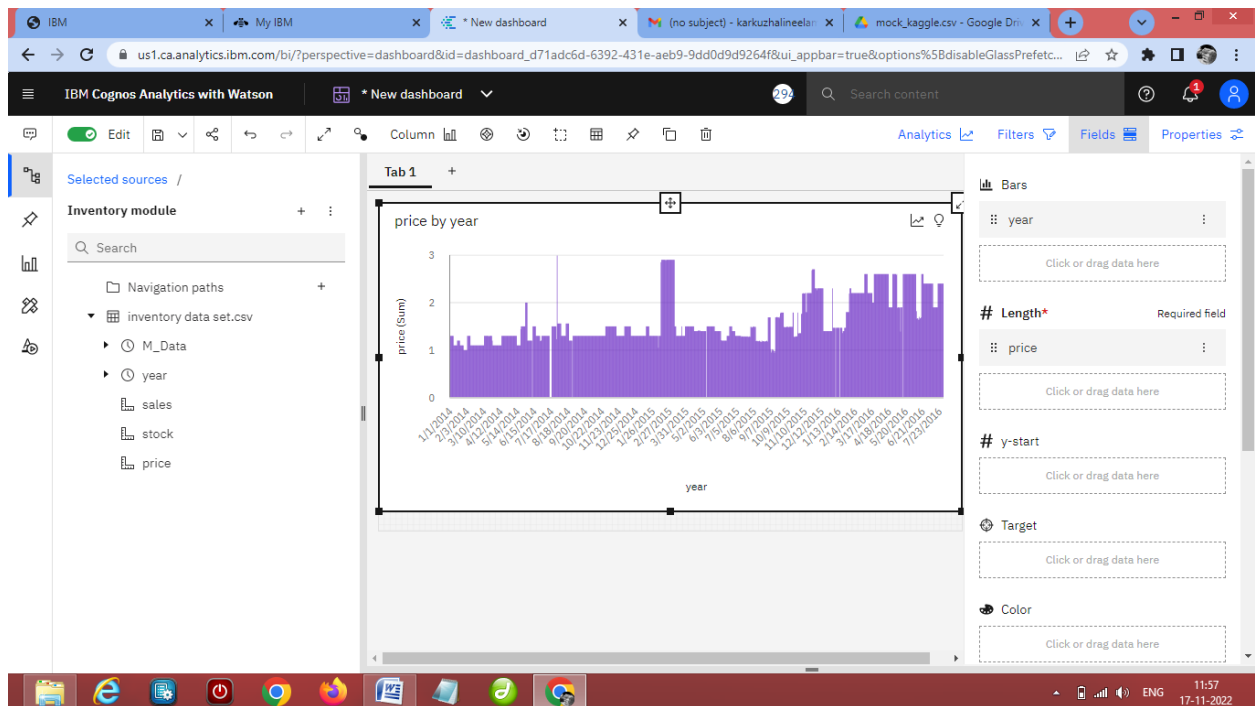 IBM
My IBM
* New dashboard
(no subject) - karkuzhalineelan
mock_kaggle.csv - Google Driv
us1.ca.analytics.ibm.com/bi/?perspective=dashboard&id=dashboard_d71adc6d-6392-431e-aeb9-9dd0d9d9264f&ui_appbar=true&options%5BdisableGlassPrefetc...
IBM Cognos Analytics with Watson
* New dashboard
294
Search content
1
Edit
Column
Analytics
Filters
Fields
Properties
Selected sources /
Inventory module
Search
Navigation paths
inventory data set.csv
M_Data
year
sales
stock
price
Tab 1
price by year
price (Sum)
3
2
1
0
1/1/2014
2/3/2014
3/10/2014
4/12/2014
5/14/2014
6/15/2014
7/17/2014
8/18/2014
9/20/2014
10/22/2014
11/23/2014
12/25/2014
1/26/2015
2/27/2015
3/31/2015
5/2/2015
6/3/2015
7/5/2015
8/6/2015
9/7/2015
10/9/2015
11/10/2015
12/12/2015
1/13/2016
2/14/2016
3/17/2016
4/18/2016
5/20/2016
6/21/2016
7/23/2016
year
Bars
year
Click or drag data here
# Length*
Required field
price
Click or drag data here
# y-start
Click or drag data here
Target
Click or drag data here
Color
Click or drag data here
ENG
11:57
17-11-2022